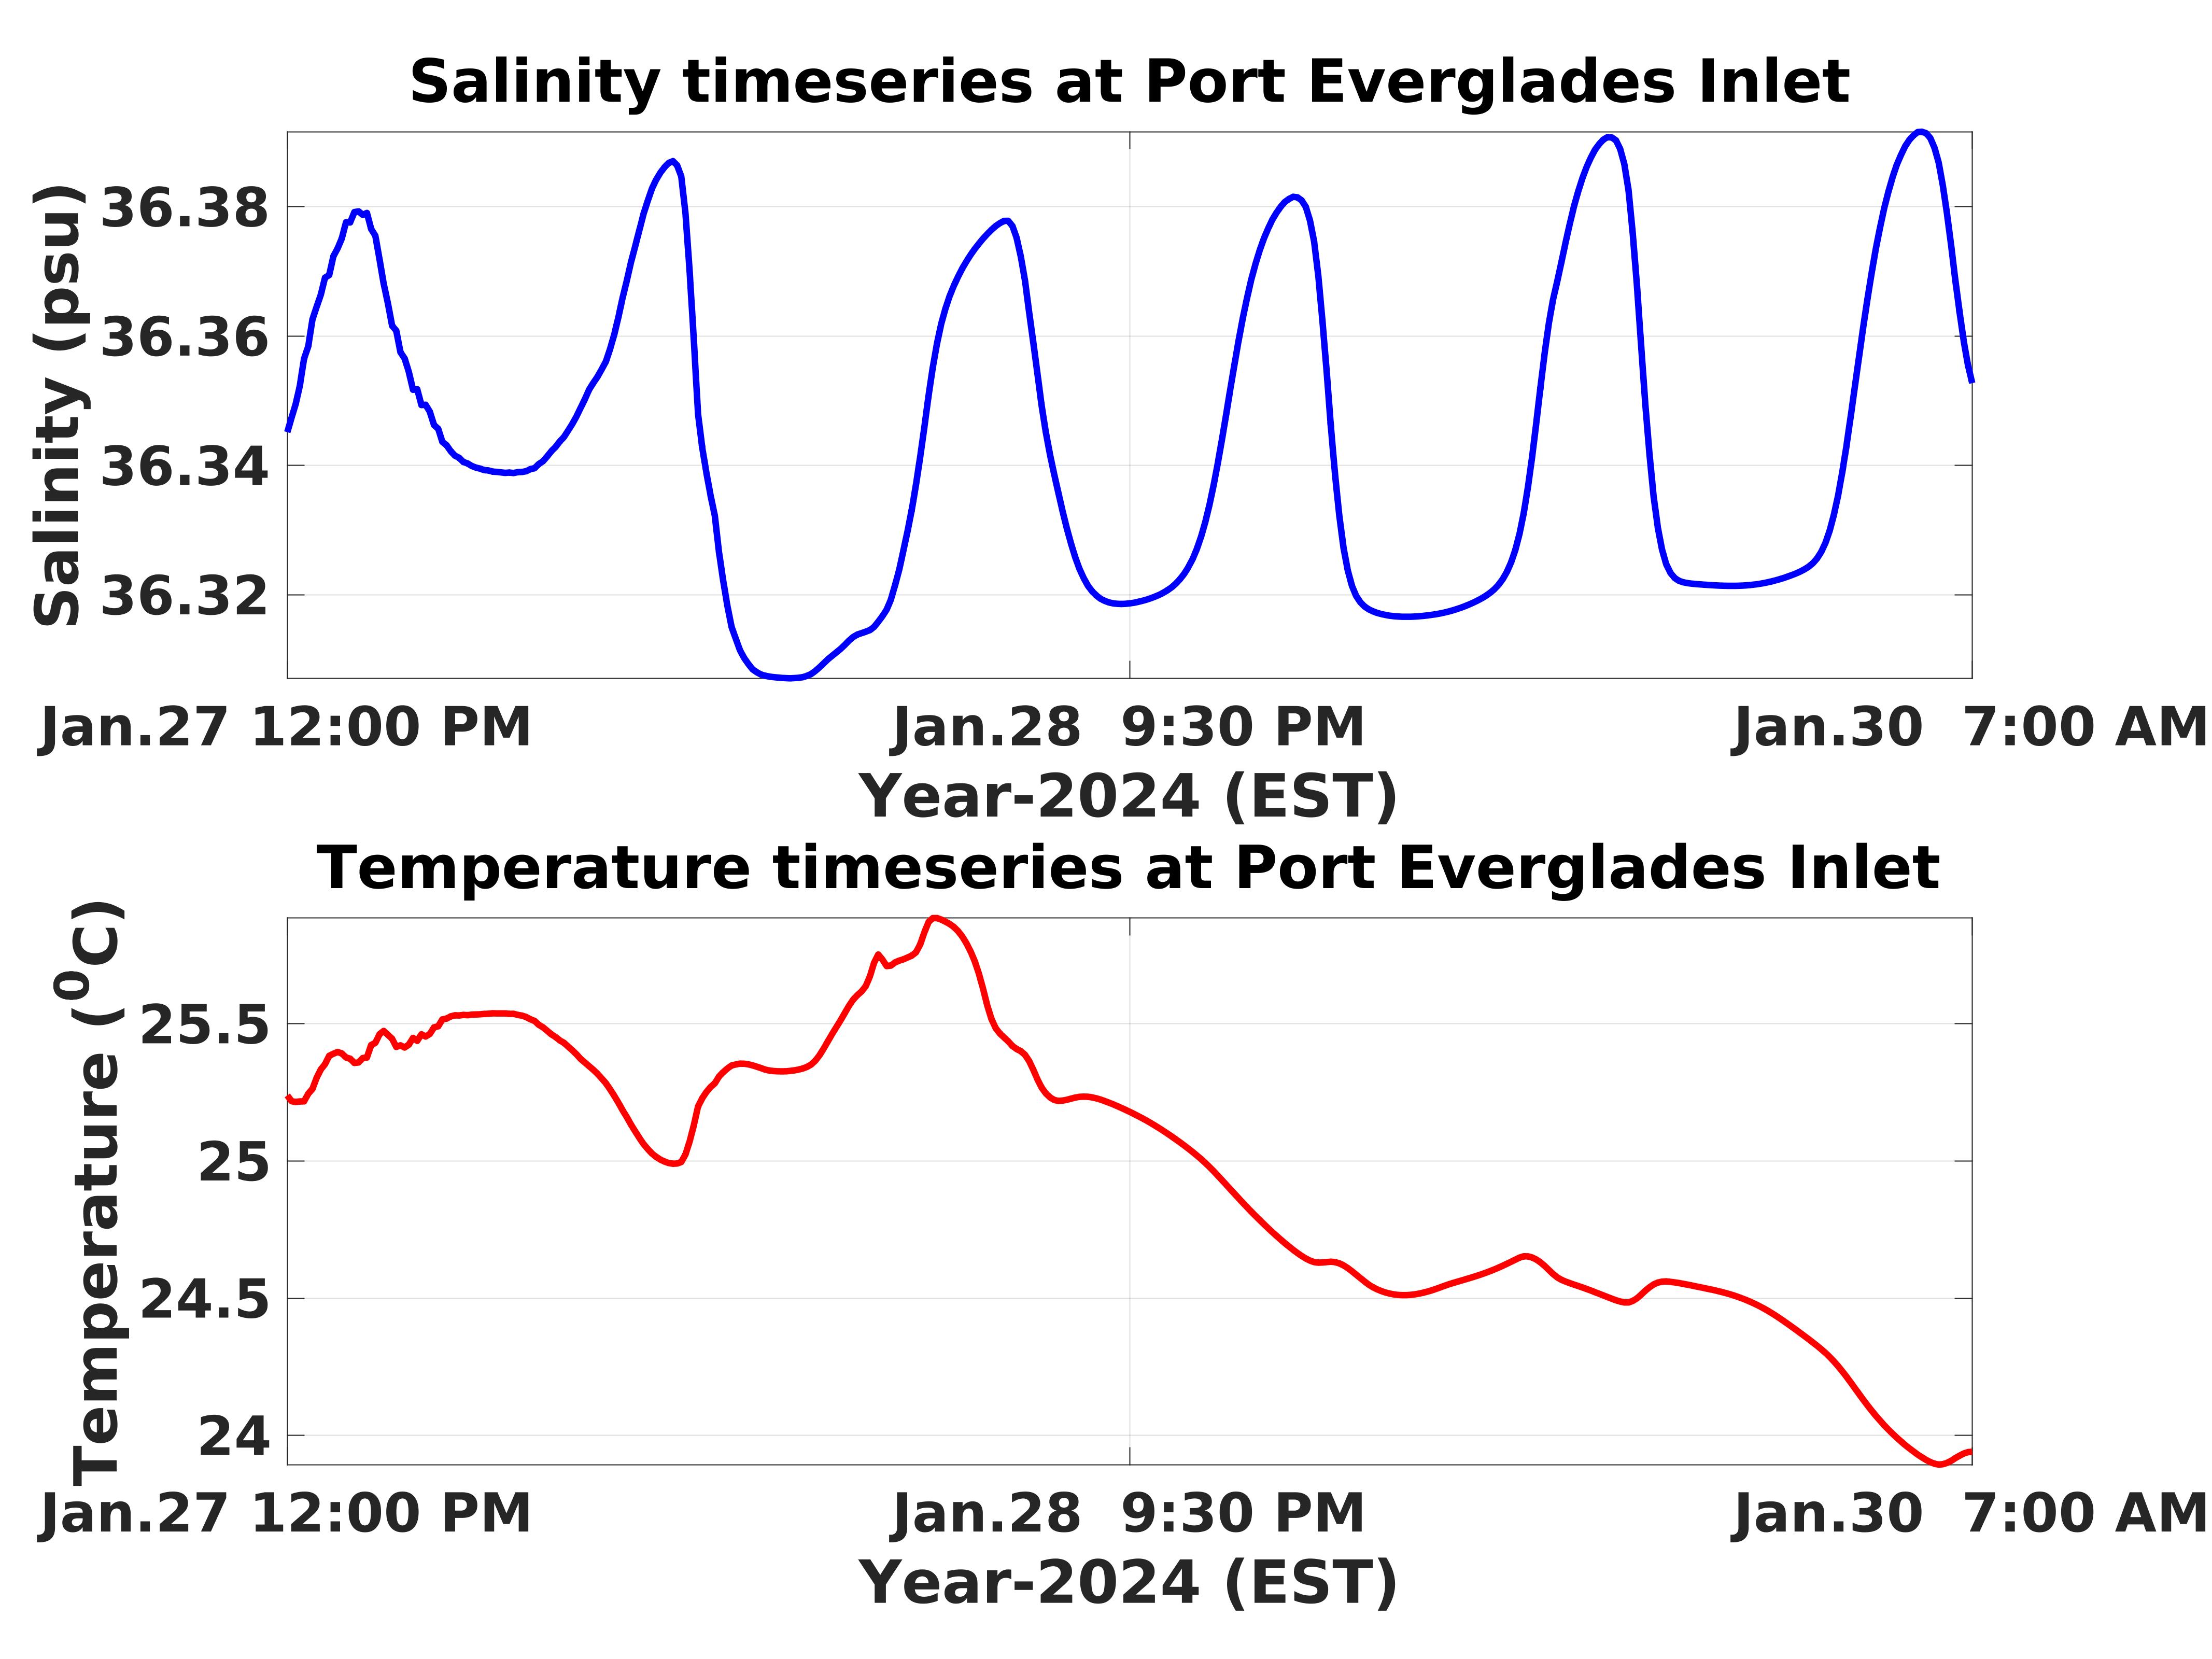 Salinity timeseries at Port Everglades Inlet
Salinity (psu)
36.38
36.36
36.34
36.32
Jan.27 12:00 PM Jan.28 9:30 PM Jan.30 7:00 AM
Year-2024 (EST)
Temperature timeseries at Port Everglades Inlet
Temperature (⁰C)
25.5
25
24.5
24
Jan.27 12:00 PM Jan.28 9:30 PM Jan.30 7:00 AM
Year-2024 (EST)